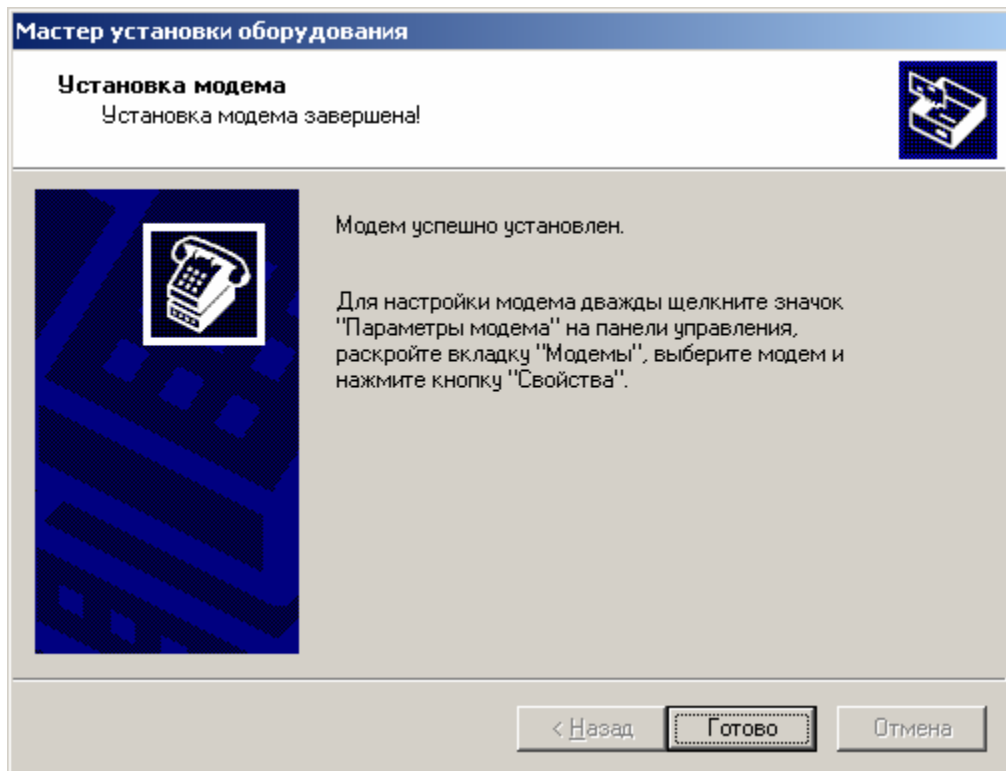 Мастер установки оборудования
Установка модема
Установка модема завершена!
Модем успешно установлен.
Для настройки модема дважды щелкните значок
"Параметры модема" на панели управления,
раскройте вкладку "Модемы", выберите модем и
нажмите кнопку "Свойства".
< Назад
Готово
Отмена